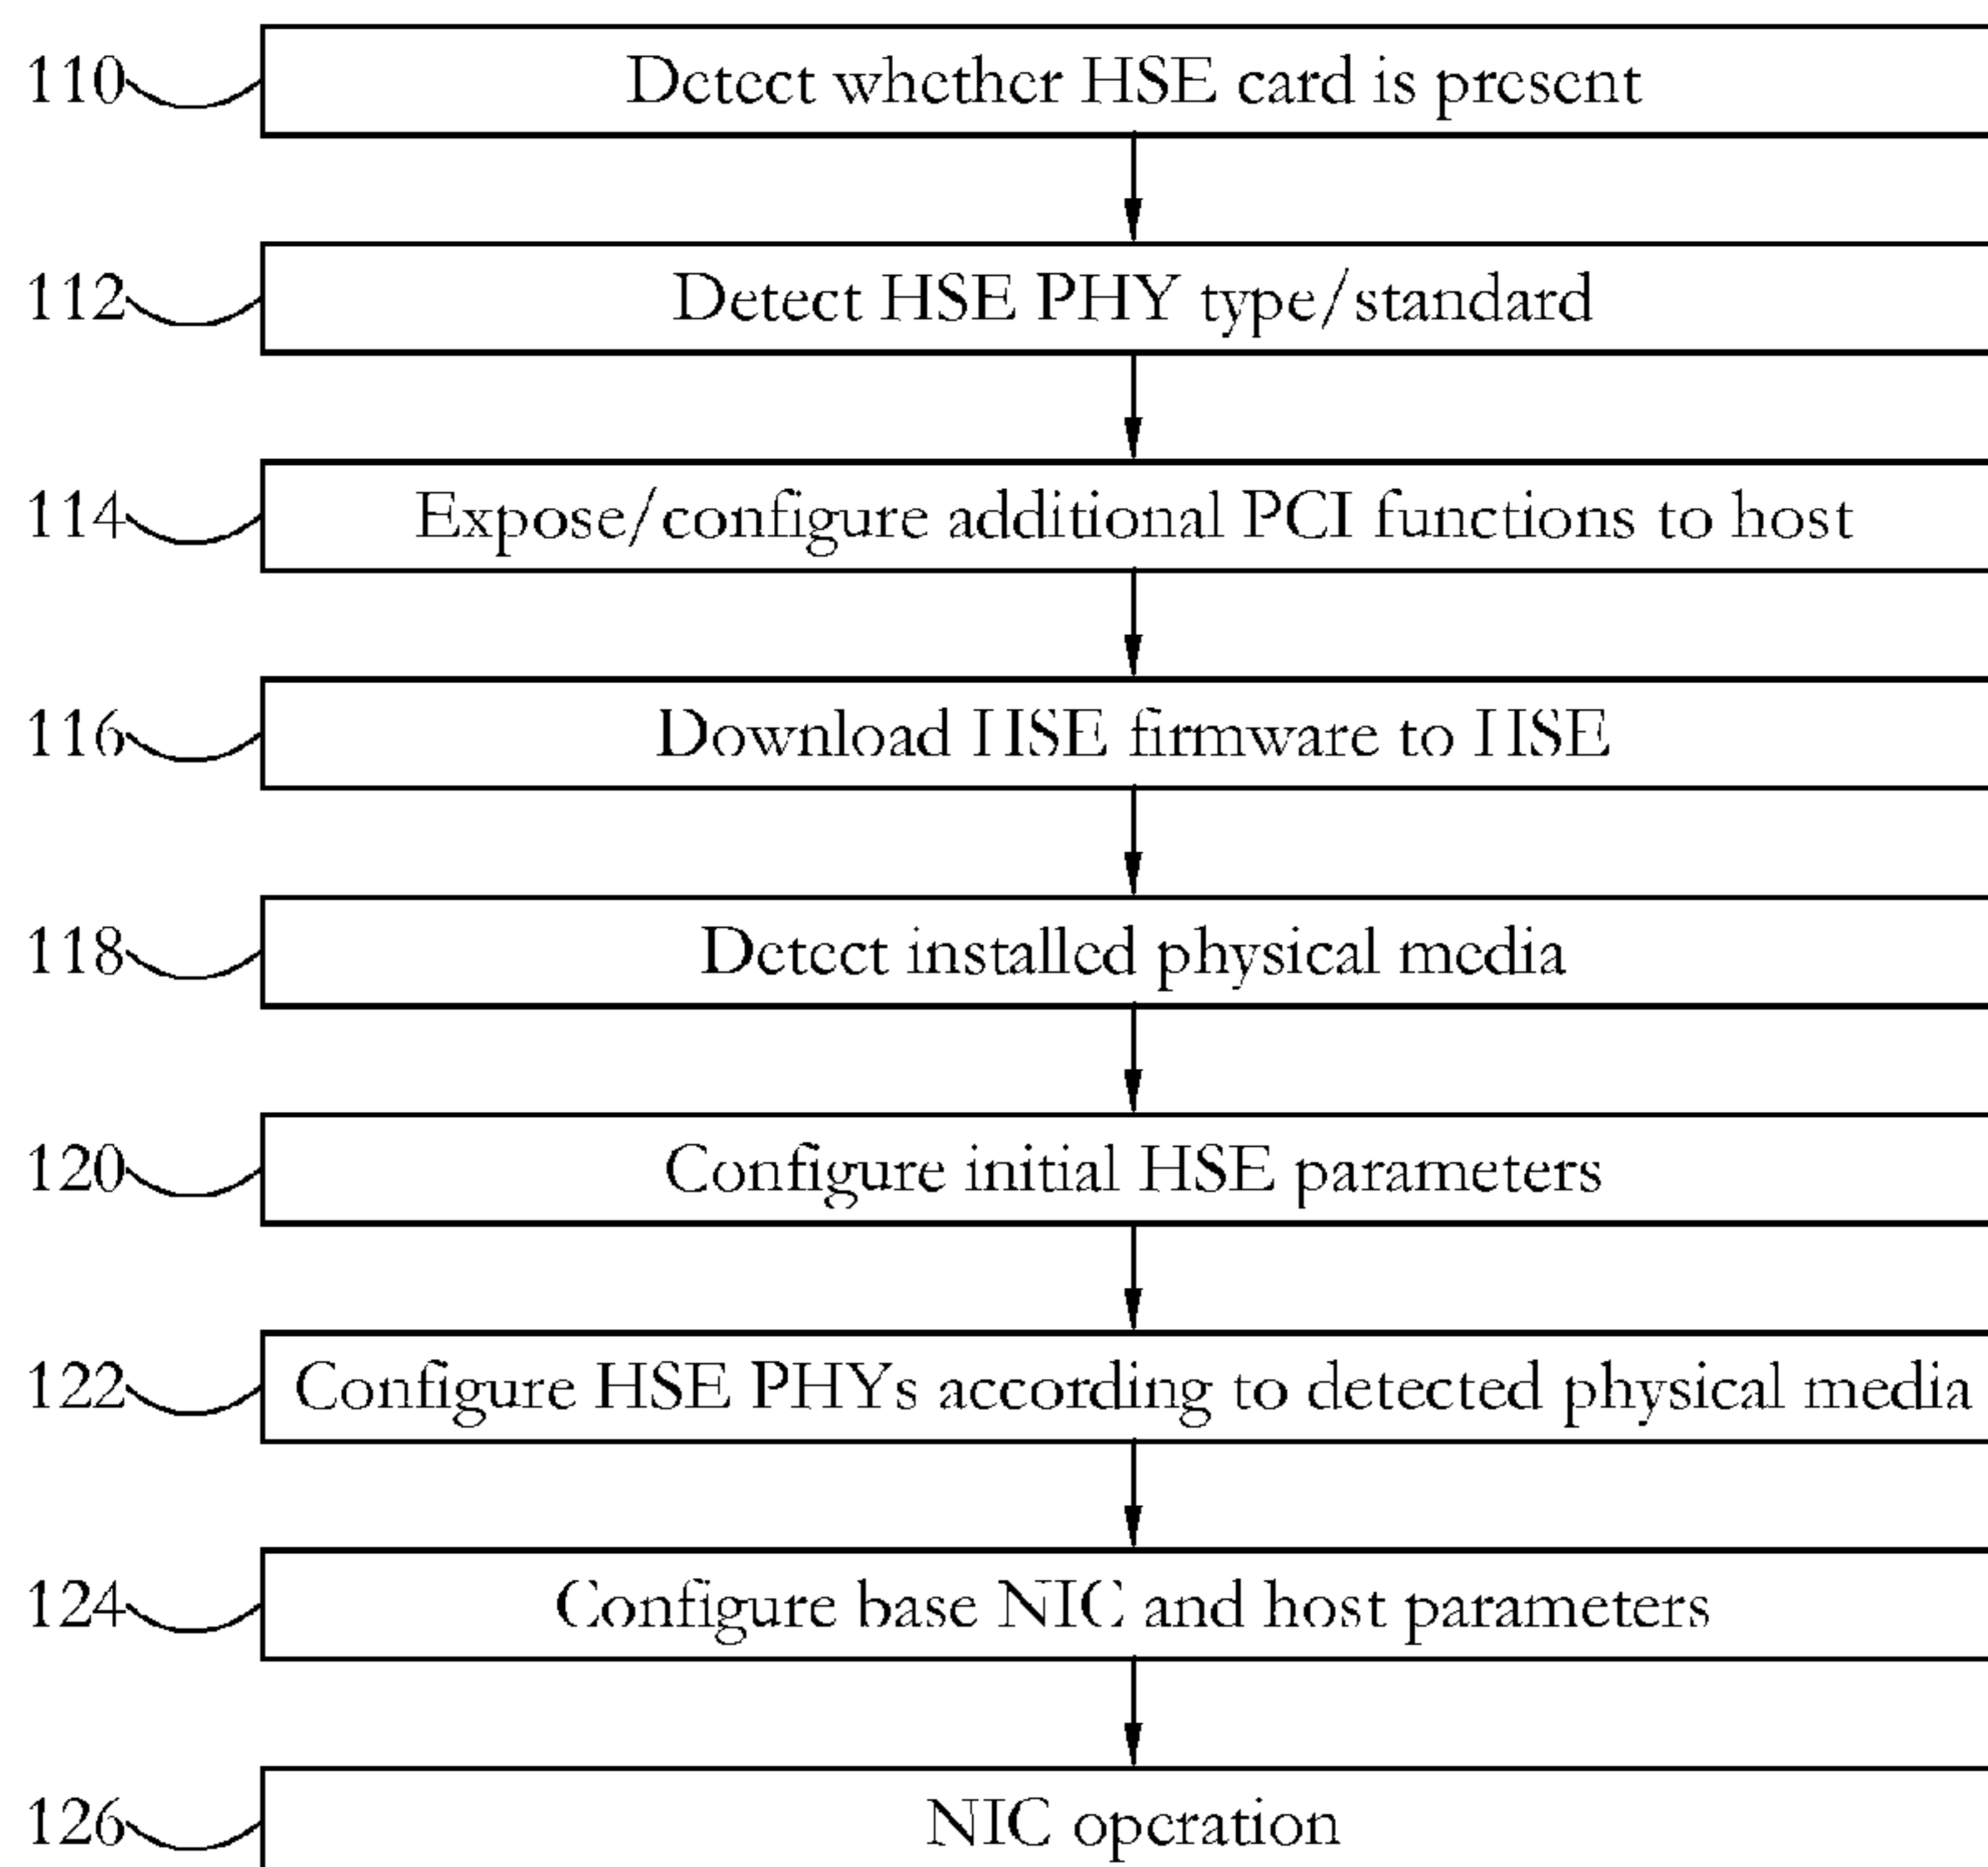 110 Detect whether HSE card is present
112 Detect HSE PHY type/standard
114 Expose/configure additional PCI functions to host
116 Download HSE firmware to HSE
118 Detect installed physical media
120 Configure initial HSE parameters
122 Configure HSE PHYs according to detected physical media
124 Configure base NIC and host parameters
126 NIC operation